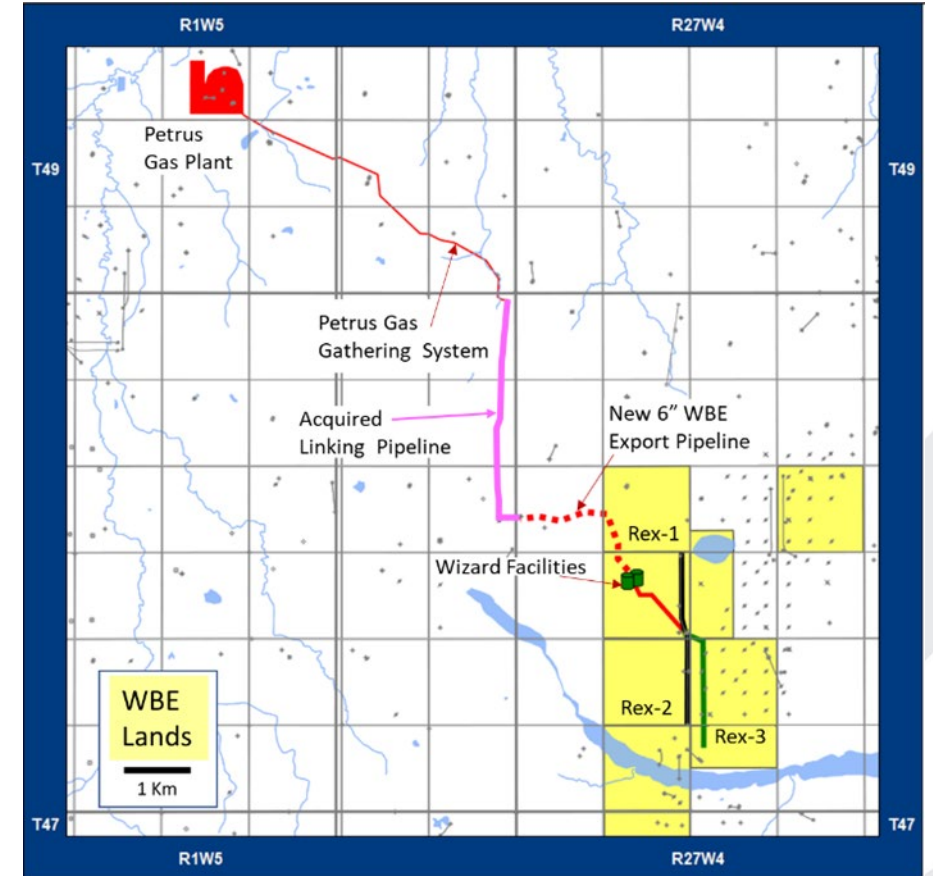 R1W5
R27W4
Petrus
Gas Plant
T49
T49
Petrus Gas
Gathering System
Acquired
Linking Pipeline
New 6” WBE
Export Pipeline
Rex-1
Wizard Facilities
WBE
Lands
1 Km
Rex-2
Rex-3
T47
T47
R1W5
R27W4